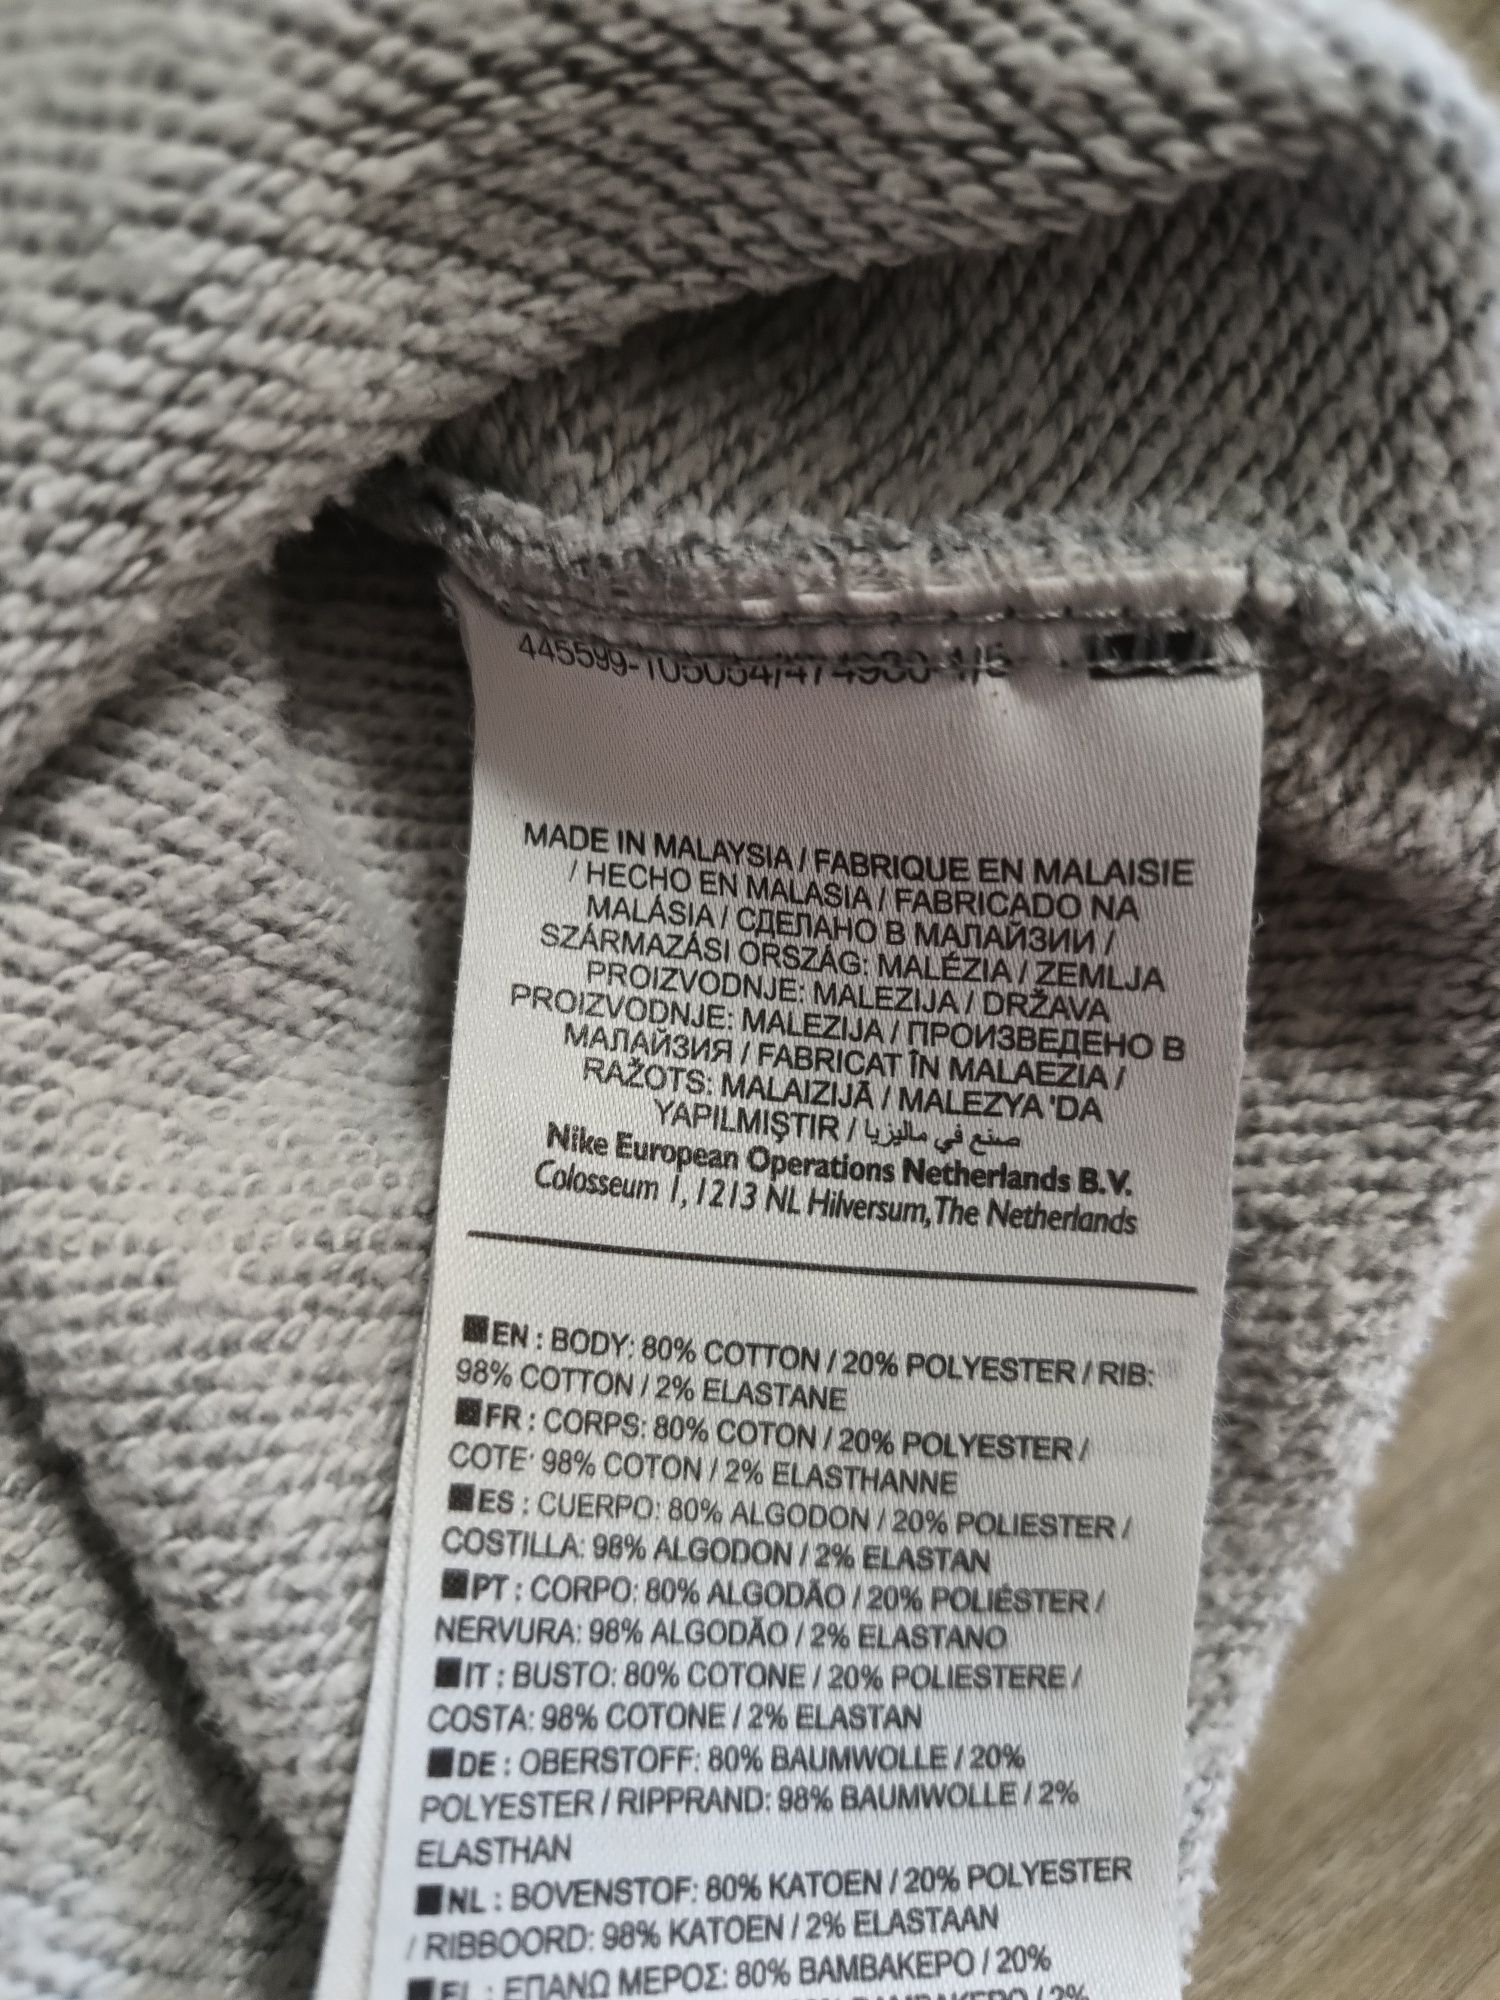 MADE IN MALAYSIA / FABRIQUE EN MALAISIE
/ HECHO EN MALASIA / FABRICADO NA
MALÁSIA / СДЕЛАНО В МАЛАЙЗИИ /
SZÁRMAZÁSI ORSZÁG: MALÉZIA / ZEMLJA
PROIZVODNJE: MALEZIJA / DRŽAVA
PROIZVODNJE: MALEZIJA / ПРОИЗВЕДЕНО В
МАЛАЙЗИЯ / FABRICAT ÎN MALAEZIA /
RAŽOTS: MALAIZIJĀ / MALEZYA 'DA
YAPILMIŞTIR / صنع في ماليزيا
Nike European Operations Netherlands B.V.
Colosseum 1, 1213 NL Hilversum, The Netherlands
EN : BODY: 80% COTTON / 20% POLYESTER / RIB:
98% COTTON / 2% ELASTANE
FR : CORPS: 80% COTON / 20% POLYESTER /
COTE: 98% COTON / 2% ELASTHANNE
ES : CUERPO: 80% ALGODON / 20% POLIESTER /
COSTILLA: 98% ALGODON / 2% ELASTAN
PT : CORPO: 80% ALGODÃO / 20% POLIÉSTER /
NERVURA: 98% ALGODÃO / 2% ELASTANO
IT : BUSTO: 80% COTONE / 20% POLIESTERE /
COSTA: 98% COTONE / 2% ELASTAN
DE : OBERSTOFF: 80% BAUMWOLLE / 20%
POLYESTER / RIPPRAND: 98% BAUMWOLLE / 2%
ELASTHAN
NL : BOVENSTOF: 80% KATOEN / 20% POLYESTER
/ RIBBOORD: 98% KATOEN / 2% ELASTAAN
EL : ΕΠΑΝΩ ΜΕΡΟΣ: 80% ΒΑΜΒΑΚΕΡΟ / 20%